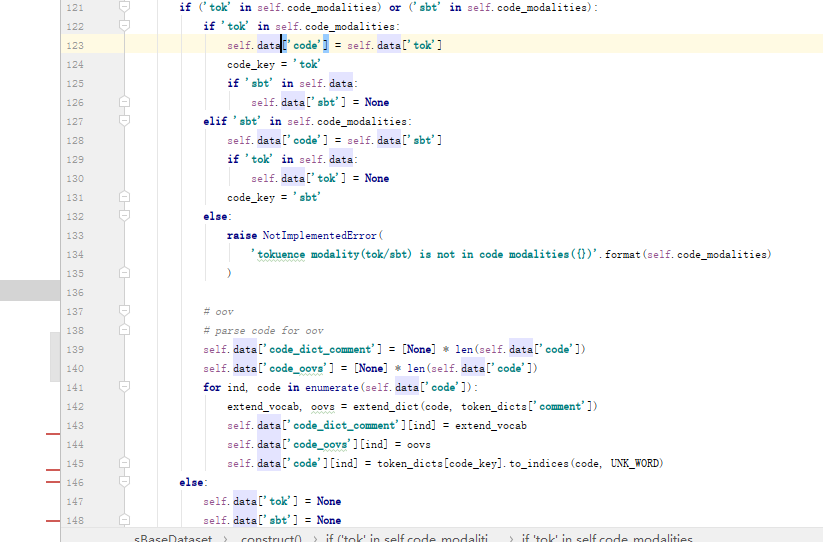 121 if ('tok' in self.code_modalities) or ('sbt' in self.code_modalities):
122 if 'tok' in self.code_modalities:
123 self.data['code'] = self.data['tok']
124 code_key = 'tok'
125 if 'sbt' in self.data:
126 self.data['sbt'] = None
127 elif 'sbt' in self.code_modalities:
128 self.data['code'] = self.data['sbt']
129 if 'tok' in self.data:
130 self.data['tok'] = None
131 code_key = 'sbt'
132 else:
133 raise NotImplementedError(
134 'tokuence modality(tok/sbt) is not in code modalities({})'.format(self.code_modalities)
135 )
136
137 # oov
138 # parse code for oov
139 self.data['code_dict_comment'] = [None] * len(self.data['code'])
140 self.data['code_oovs'] = [None] * len(self.data['code'])
141 for ind, code in enumerate(self.data['code']):
142 extend_vocab, oovs = extend_dict(code, token_dicts['comment'])
143 self.data['code_dict_comment'][ind] = extend_vocab
144 self.data['code_oovs'][ind] = oovs
145 self.data['code'][ind] = token_dicts[code_key].to_indices(code, UNK_WORD)
146 else:
147 self.data['tok'] = None
148 self.data['sbt'] = None
sBaseDataset › construct() › if ('tok' in self.code_modaliti... › if 'tok' in self.code_modalities